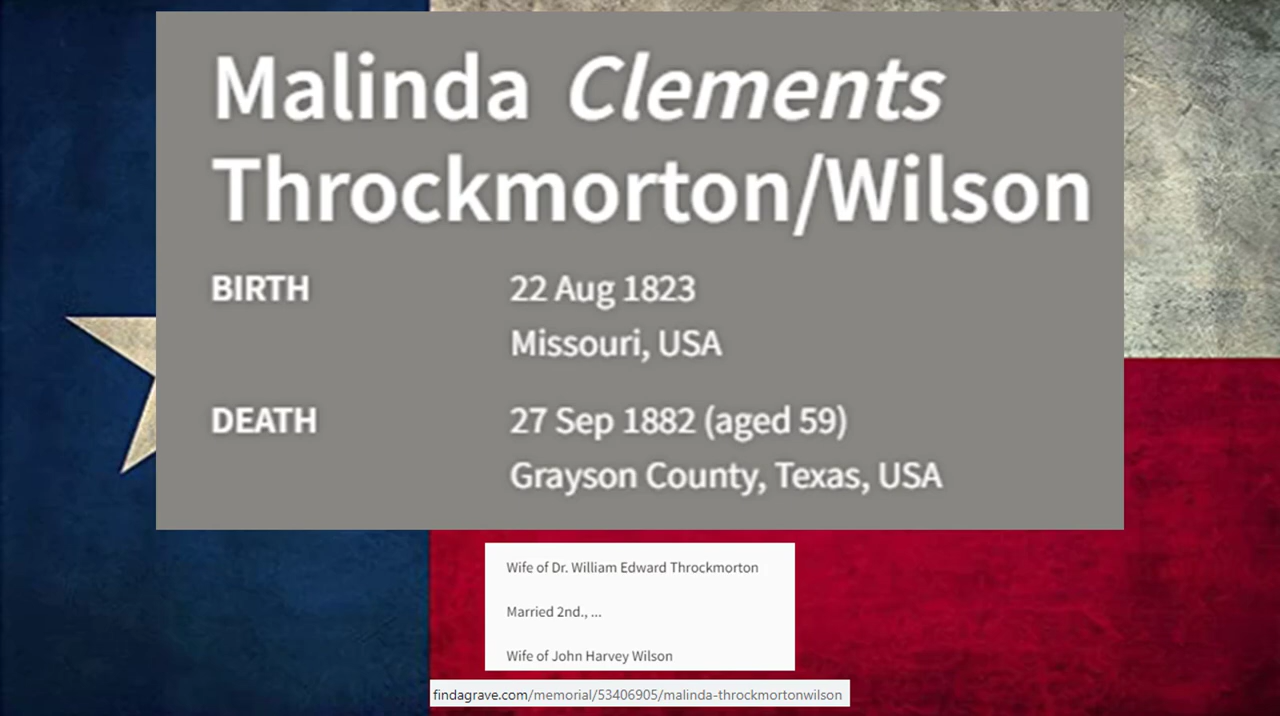 Malinda Clements
Throckmorton/Wilson
BIRTH 22 Aug 1823
Missouri, USA
DEATH 27 Sep 1882 (aged 59)
Grayson County, Texas, USA
Wife of Dr. William Edward Throckmorton
Married 2nd., ...
Wife of John Harvey Wilson
findagrave.com/memorial/53406905/malinda-throckmortonwilson